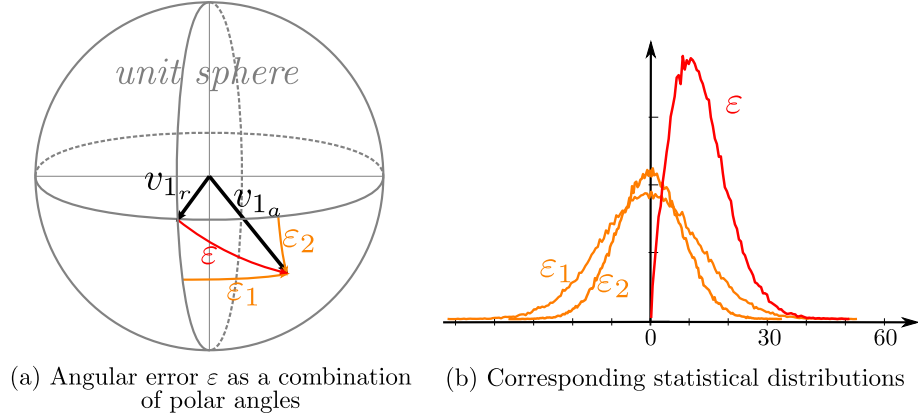 unit sphere
v1r
v1a
ε
ε2
ε1
ε
ε1
ε2
0
30
60
(a) Angular error ε as a combination
of polar angles
(b) Corresponding statistical distributions